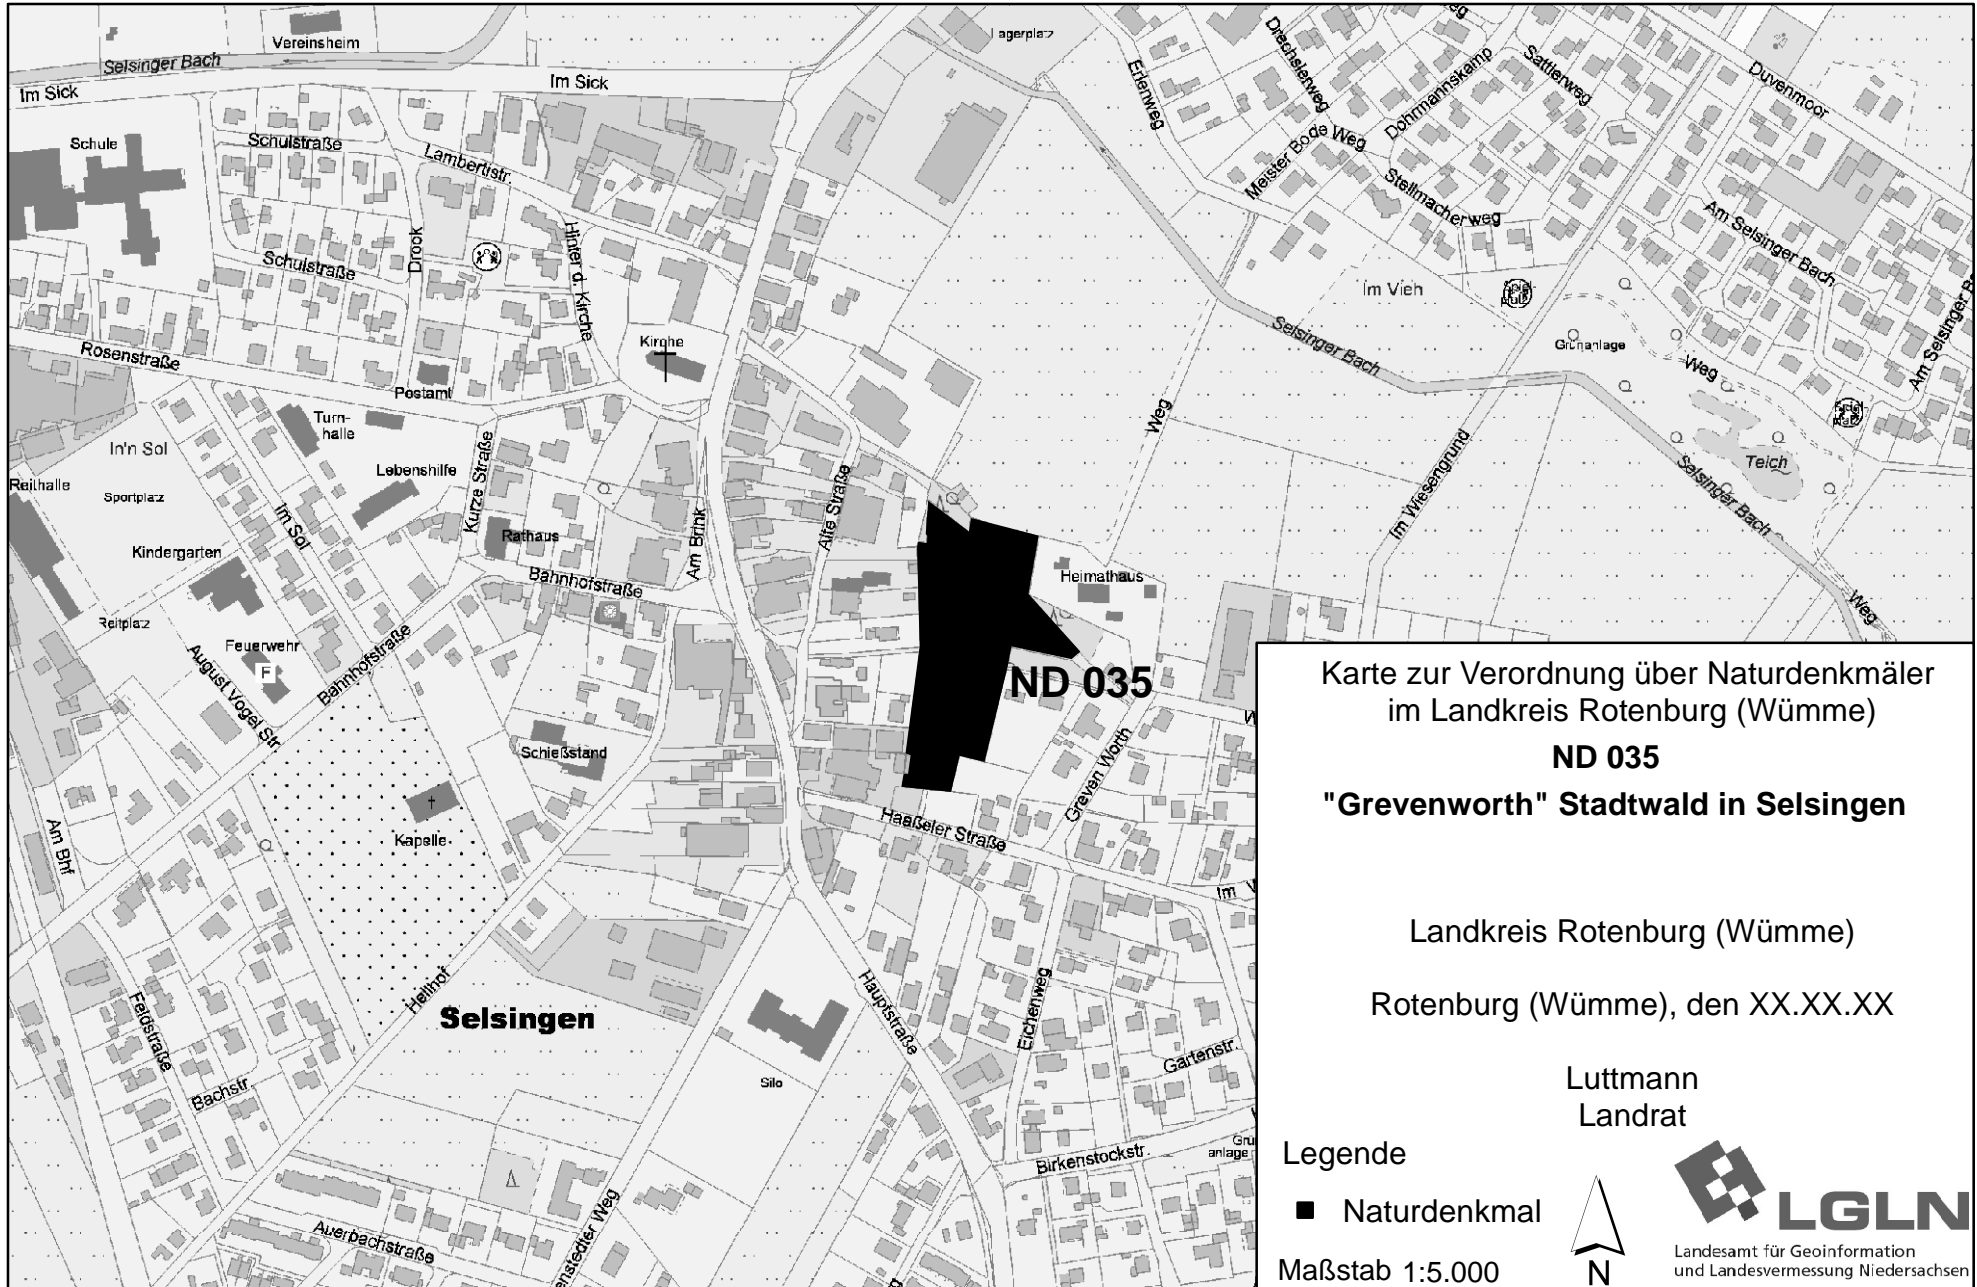 Vereinsheim
Selsinger Bach
Im Sick
Im Sick
Lagerplatz
Erlenweg
Drechslerweg
Dohrmannskamp
Sattlerweg
Duvenmoor
Schule
Schulstraße
Lambertistr.
Meister Bode Weg
Stellmacherweg
Am Selsinger Bach
Schulstraße
Drook
Hinter d. Kirche
Im Vieh
Kirche
Selsinger Bach
Grünanlage
Weg
Rosenstraße
Postamt
Turn-
halle
In'n Sol
Lebenshilfe
Kurze Straße
Reithalle
Sportplatz
Im Sol
Rathaus
Am Brink
Alte Straße
Weg
Im Wiesengrund
Teich
Selsinger Bach
Weg
Kindergarten
Bahnhofstraße
Heimathaus
Reitplatz
Feuerwehr
F
August Vogel Str.
Bahnhofstraße
ND 035
Schießstand
Greven Worth
Kapelle
Haaßeler Straße
Am Bhf
Hellhof
Selsingen
Hauptstraße
Eichenweg
Feldstraße
Bachstr.
Gartenstr.
Silo
Birkenstockstr.
Auerbachstraße
Karte zur Verordnung über Naturdenkmäler
im Landkreis Rotenburg (Wümme)
ND 035
"Grevenworth" Stadtwald in Selsingen
Landkreis Rotenburg (Wümme)
Rotenburg (Wümme), den XX.XX.XX
Luttmann
Landrat
Legende
Naturdenkmal
Maßstab 1:5.000
N
LGLN
Landesamt für Geoinformation
und Landesvermessung Niedersachsen